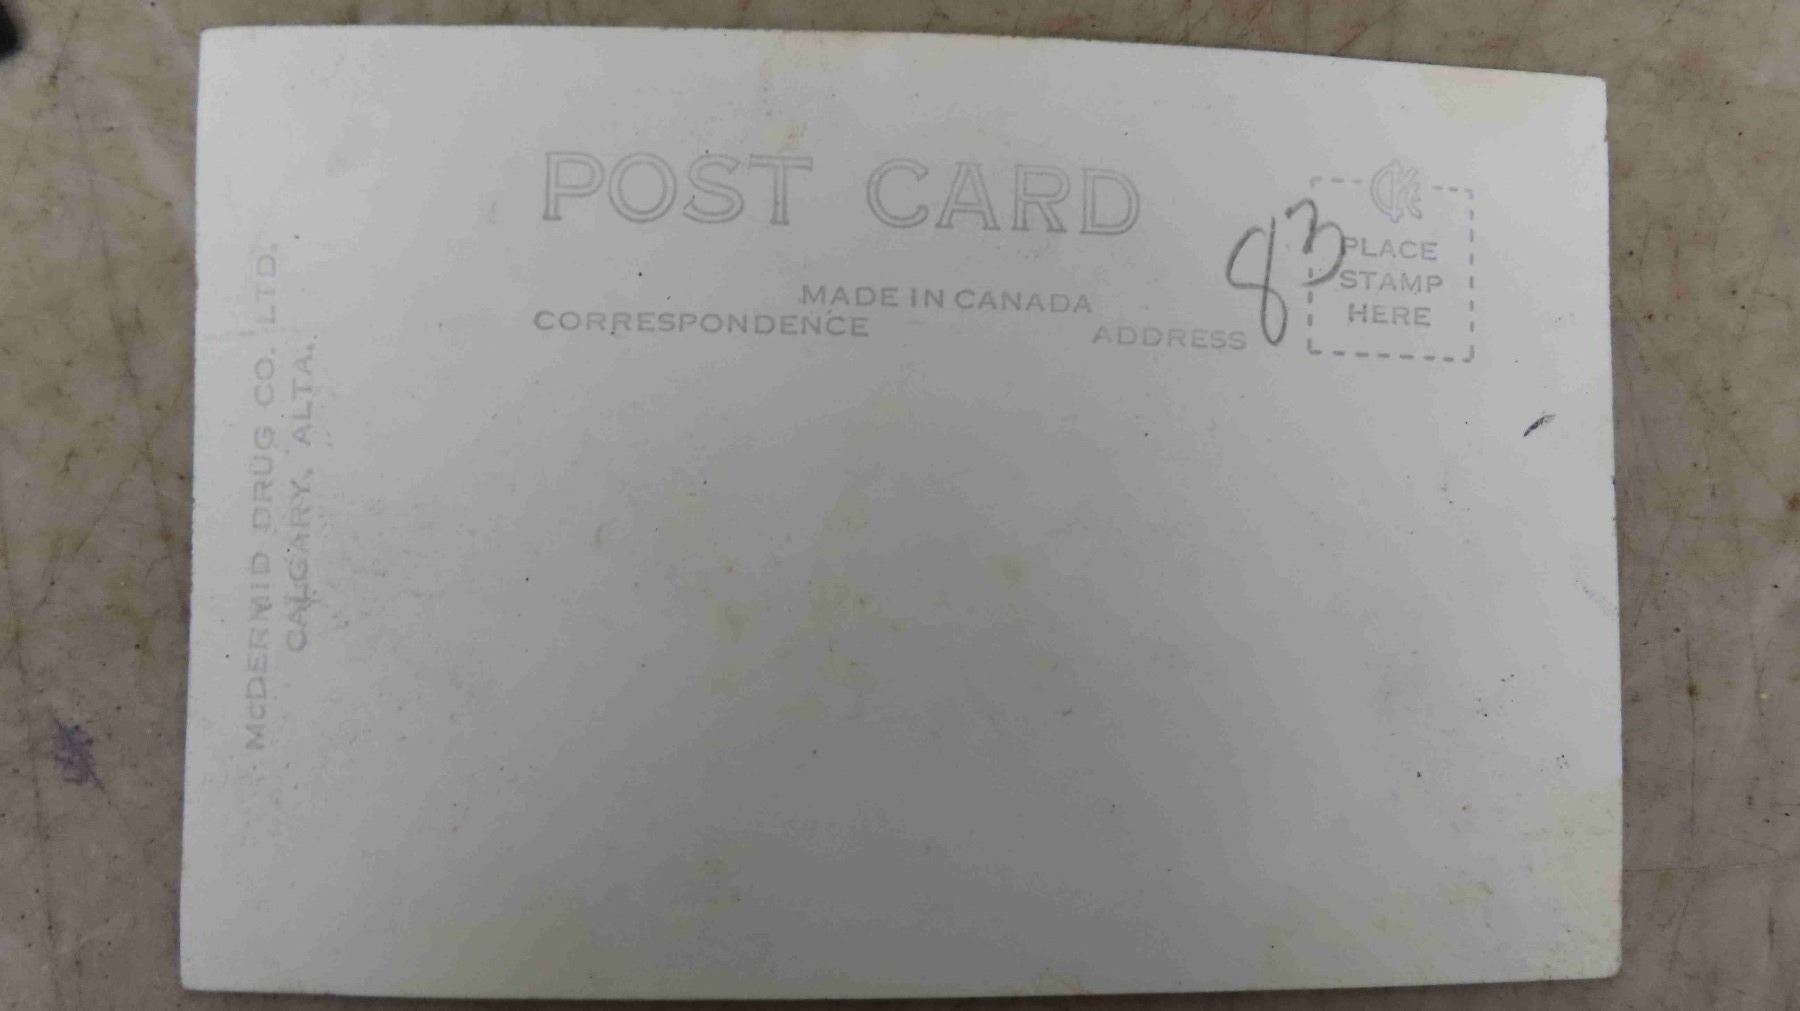 POST CARD
MADE IN CANADA
CORRESPONDENCE
ADDRESS
83
PLACE
STAMP
HERE
MCDERMID DRUG CO. LTD.
CALGARY, ALTA.